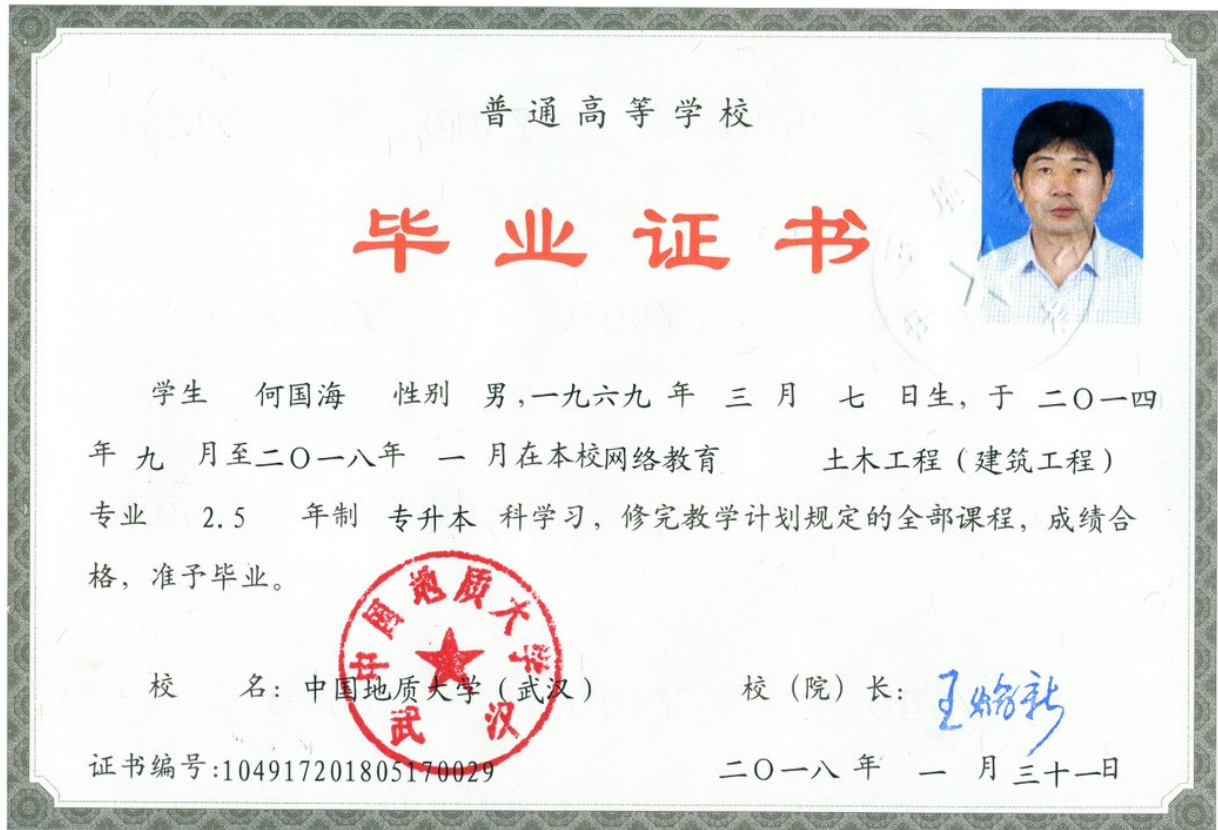 普通高等学校
毕业证书
学生 何国海 性别 男,一九六九 年 三 月 七 日生, 于 二〇一四
年 九 月至二〇一八年 一 月在本校网络教育 土木工程(建筑工程)
专业 2.5 年制 专升本 科学习, 修完教学计划规定的全部课程, 成绩合
格, 准予毕业。
中国地质大学
武汉
校 名: 中国地质大学(武汉) 校(院)长: 王焰新
证书编号:104917201805170029 二〇一八 年 一 月 三十一日